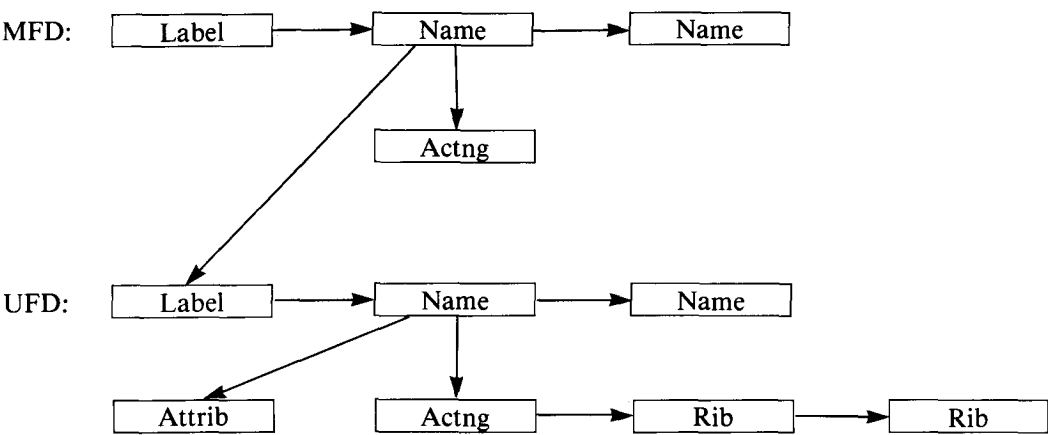 MFD: Label Name Name
Actng
UFD: Label Name Name
Attrib Actng Rib Rib